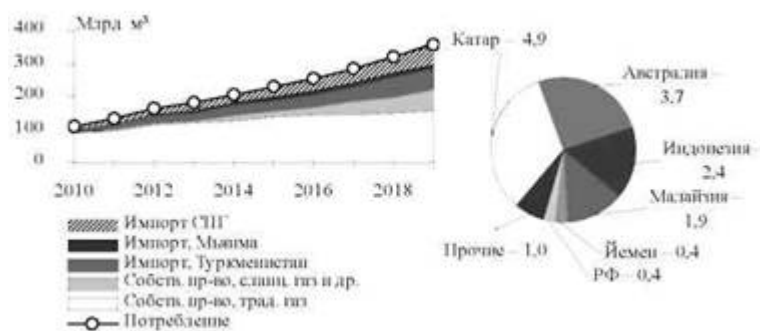 Млрд м³
400
300
200
100
0
2010 2012 2014 2016 2018
Импорт СПГ
Импорт, Мьянма
Импорт, Туркменистан
Собств. пр-во, сланц. газ и др.
Собств. пр-во, трад. газ
Потребление
Катар – 4,9
Австралия –
3,7
Индонезия –
2,4
Малайзия –
1,9
Йемен – 0,4
РФ – 0,4
Прочие – 1,0